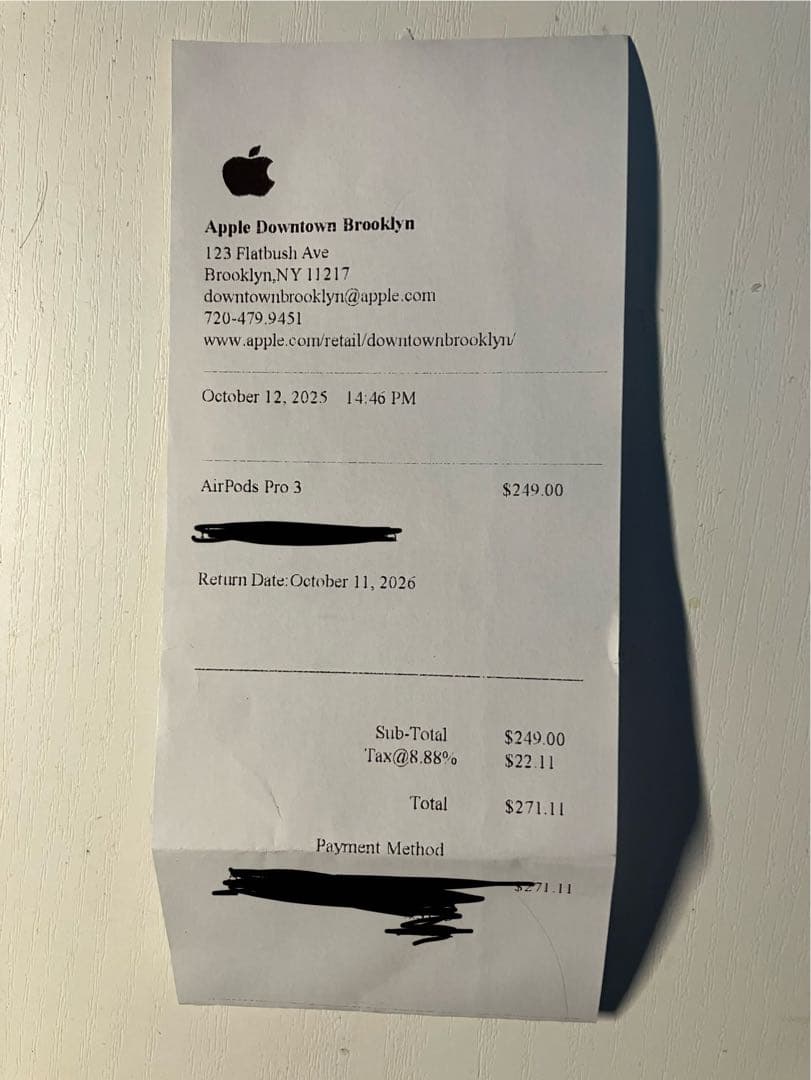 Apple Downtown Brooklyn
123 Flatbush Ave
Brooklyn,NY 11217
downtownbrooklyn@apple.com
720-479.9451
www.apple.com/retail/downtownbrooklyn/
October 12, 2025 14:46 PM
AirPods Pro 3 $249.00
Return Date:October 11, 2026
Sub-Total $249.00
Tax@8.88% $22.11
Total $271.11
Payment Method
$271.11